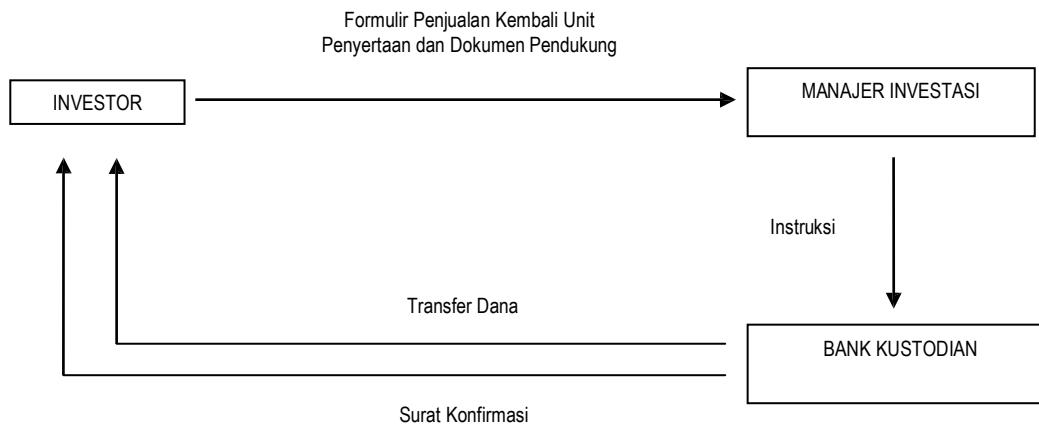 Formulir Penjualan Kembali Unit
Penyertaan dan Dokumen Pendukung
INVESTOR
MANAJER INVESTASI
Instruksi
Transfer Dana
BANK KUSTODIAN
Surat Konfirmasi